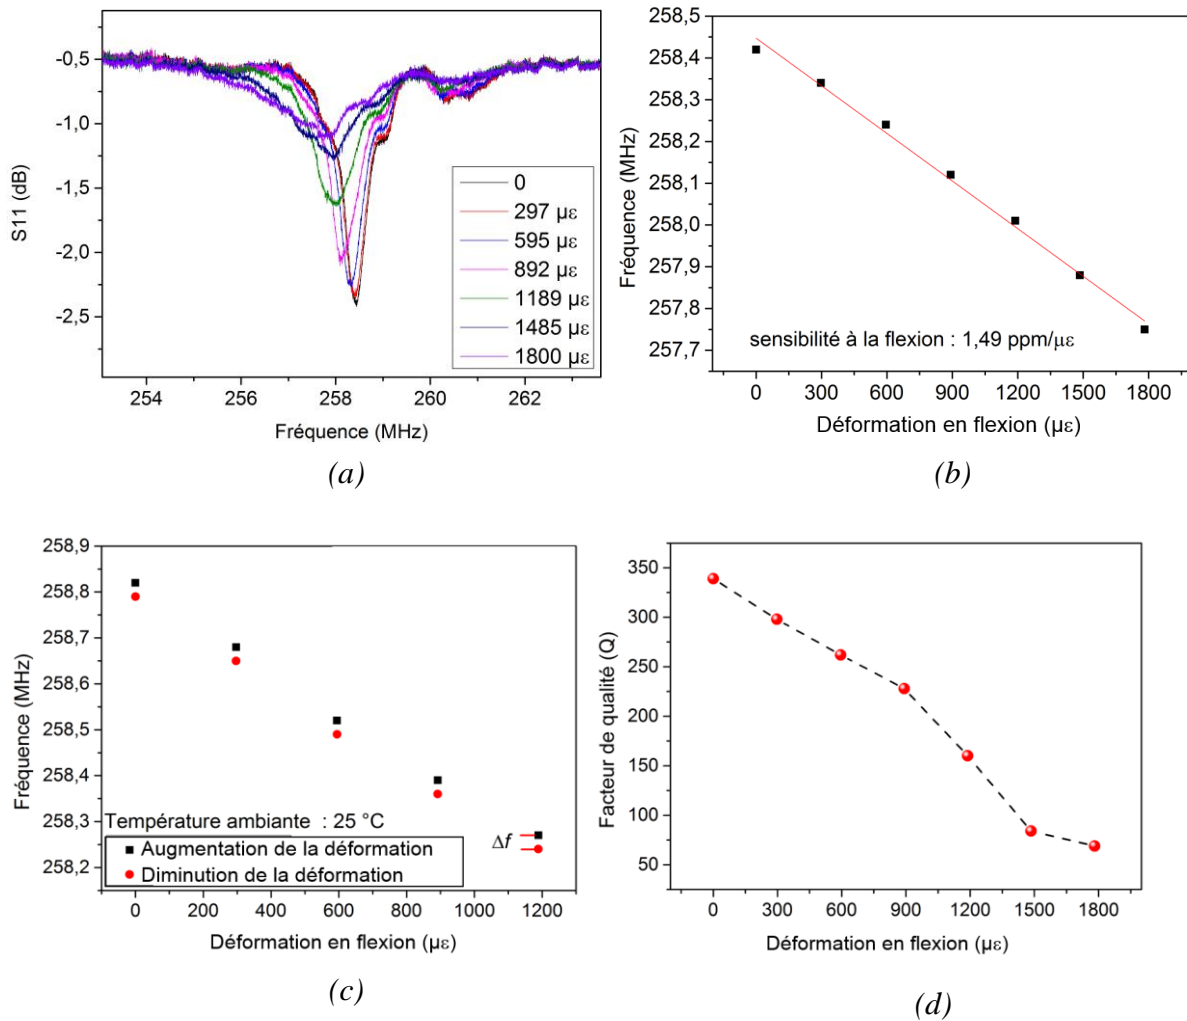 -0,5
-1,0
-1,5
-2,0
-2,5
S11 (dB)
0
297 µε
595 µε
892 µε
1189 µε
1485 µε
1800 µε
254
256
258
260
262
Fréquence (MHz)
(a)
258,5
258,4
258,3
258,2
258,1
258,0
257,9
257,8
257,7
Fréquence (MHz)
sensibilité à la flexion : 1,49 ppm/µε
0
300
600
900
1200
1500
1800
Déformation en flexion (µε)
(b)
258,9
258,8
258,7
258,6
258,5
258,4
258,3
258,2
Fréquence (MHz)
Température ambiante : 25 °C
Augmentation de la déformation
Diminution de la déformation
Δf
0
200
400
600
800
1000
1200
Déformation en flexion (µε)
(c)
350
300
250
200
150
100
50
Facteur de qualité (Q)
0
300
600
900
1200
1500
1800
Déformation en flexion (µε)
(d)